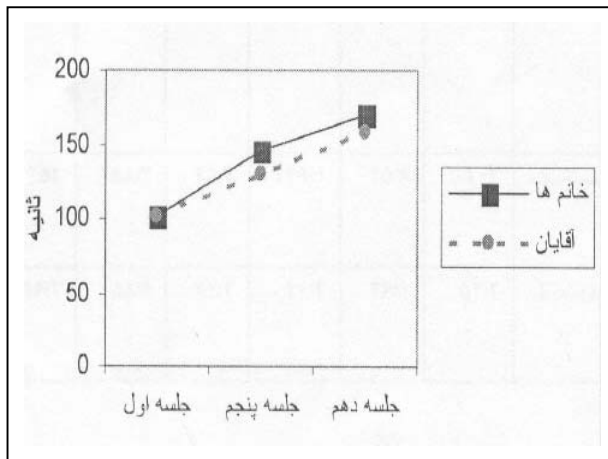 200
150
100
50
0
ثانیه
جلسه اول
جلسه پنجم
جلسه دهم
خانم ها
آقایان